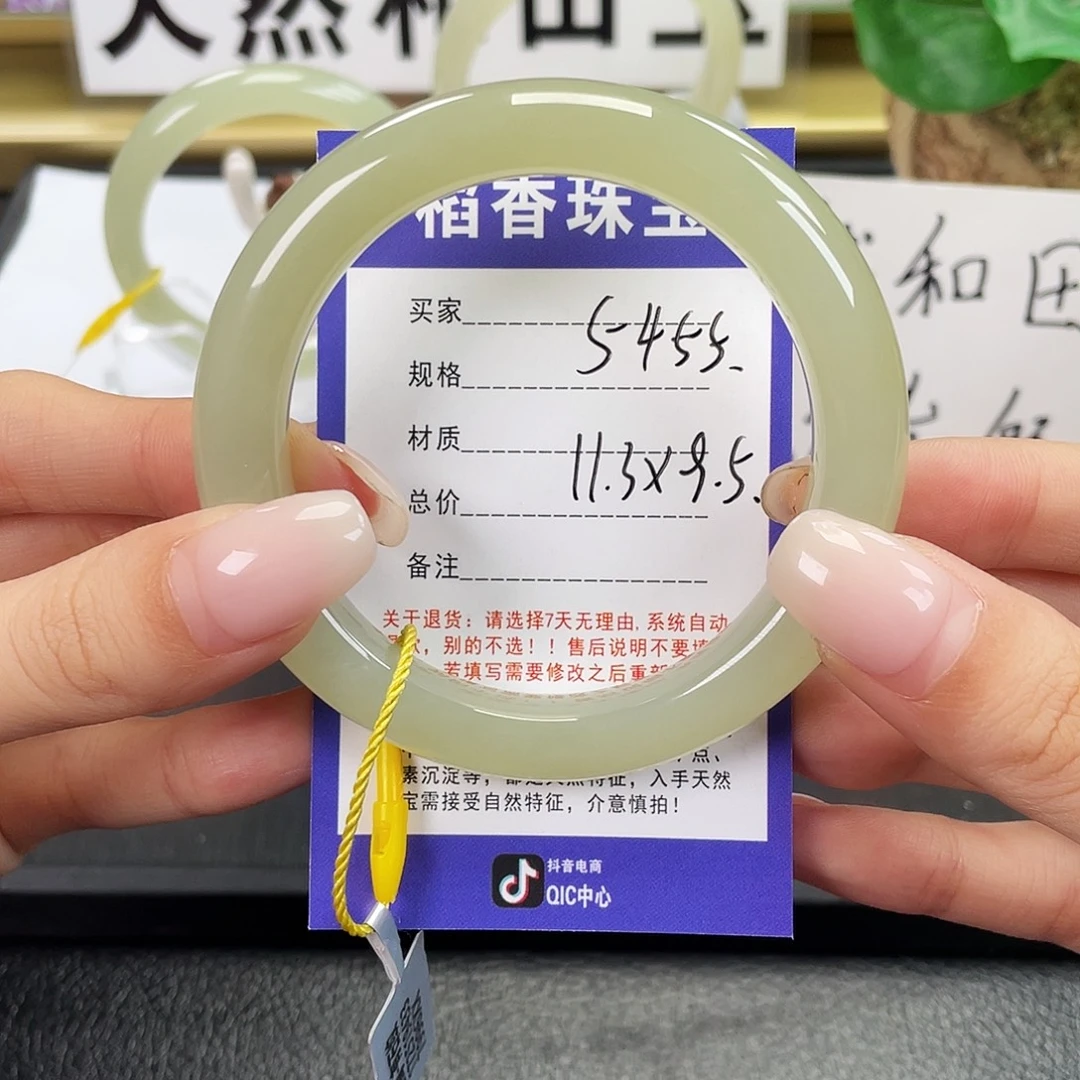 天然和田玉
稻香珠宝
和田
买家
5455.
规格
材质
11.3x9.5.
总价
备注
关于退货：请选择7天无理由,系统自动
，别的不选！！售后说明不要
若填写需要修改之后重新
点、
素沉淀等，都是天然特征，入手天然
宝需接受自然特征，介意慎拍！
抖音电商
QIC中心